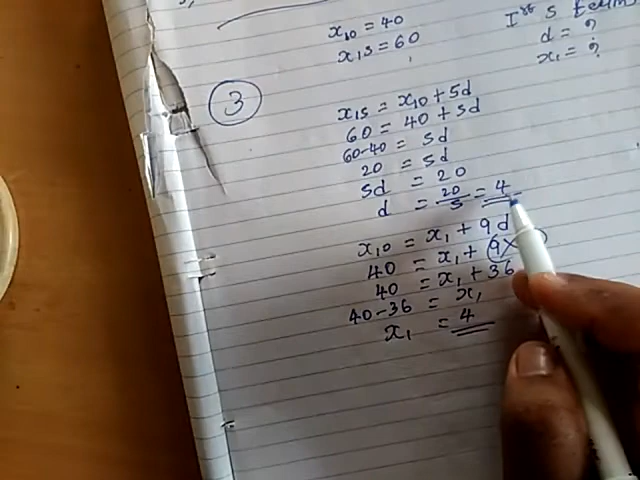 x10 = 40
x15 = 60
Ist 5
d = ?
x1 = ?
3
x15 = x10 + 5d
60 = 40 + 5d
60-40 = 5d
20 = 5d
5d = 20
d = 20/5 = 4
x10 = x1 + 9d
40 = x1 + 9×
40 = x1 + 36
40-36 = x1
x1 = 4